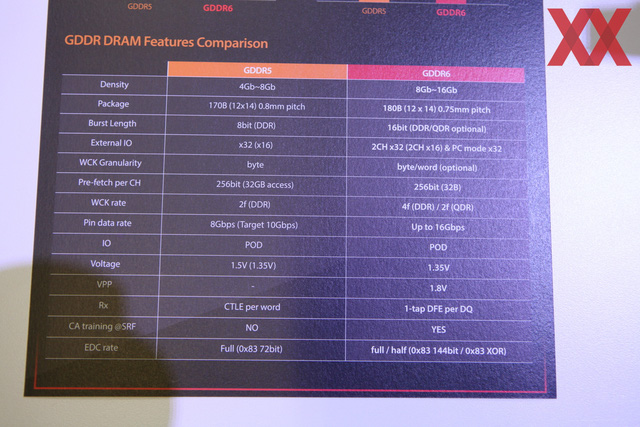 GDDR5 GDDR6 GDDR5 GDDR6
XX
GDDR DRAM Features Comparison
GDDR5 GDDR6
Density 4Gb~8Gb 8Gb~16Gb
Package 170B (12x14) 0.8mm pitch 180B (12 x 14) 0.75mm pitch
Burst Length 8bit (DDR) 16bit (DDR/QDR optional)
External IO x32 (x16) 2CH x32 (2CH x16) & PC mode x32
WCK Granularity byte byte/word (optional)
Pre-fetch per CH 256bit (32GB access) 256bit (32B)
WCK rate 2f (DDR) 4f (DDR) / 2f (QDR)
Pin data rate 8Gbps (Target 10Gbps) Up to 16Gbps
IO POD POD
Voltage 1.5V (1.35V) 1.35V
VPP - 1.8V
Rx CTLE per word 1-tap DFE per DQ
CA training @SRF NO YES
EDC rate Full (0x83 72bit) full / half (0x83 144bit / 0x83 XOR)